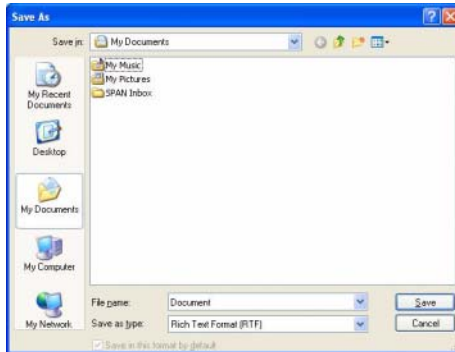 Save As
Save in: My Documents
My Music
My Pictures
SPAN Inbox
My Recent
Documents
Desktop
My Documents
My Computer
My Network
File name: Document Save
Save as type: Rich Text Format (RTF) Cancel
Save in this format by default